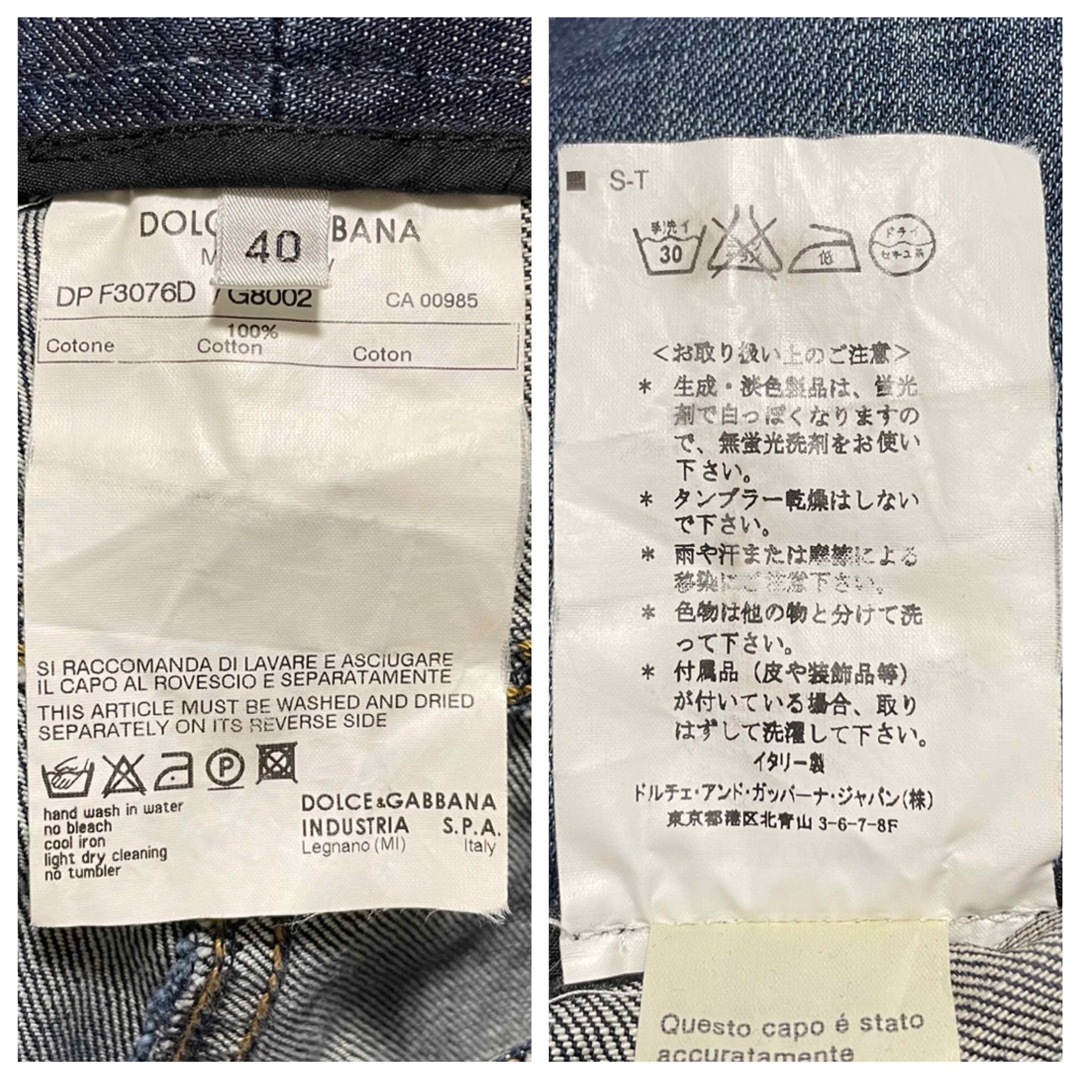 DOLC BBANA
40
DP F3076D /G8002 CA 00985
100%
Cotone Cotton Coton
SI RACCOMANDA DI LAVARE E ASCIUGARE
IL CAPO AL ROVESCIO E SEPARATAMENTE
THIS ARTICLE MUST BE WASHED AND DRIED
SEPARATELY ON ITS REVERSE SIDE
P
hand wash in water
no bleach
cool iron
light dry cleaning
no tumbler
DOLCE&GABBANA
INDUSTRIA S.P.A.
Legnano (MI) Italy
S-T
手洗イ
30
低
ドライ
セキユ系
<お取り扱い上のご注意>
* 生成・淡色製品は、蛍光
剤で白っぽくなりますの
で、無蛍光洗剤をお使い
下さい。
* タンブラー乾燥はしない
で下さい。
* 雨や汗または摩擦による
移染にご注意下さい。
* 色物は他の物と分けて洗
って下さい。
* 付属品(皮や装飾品等)
が付いている場合、取り
はずして洗濯して下さい。
イタリー製
ドルチェ・アンド・ガッバーナ・ジャパン(株)
東京都港区北青山 3-6-7-8F
Questo capo é stato
accuratamente